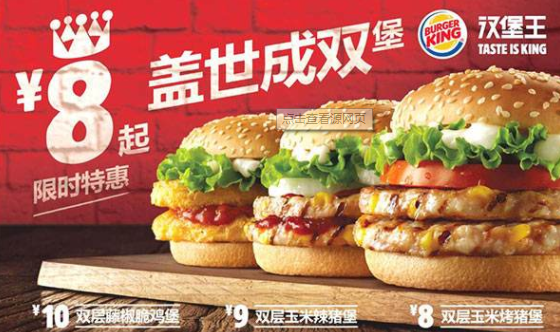 ¥8起
限时特惠
盖世成双堡
BURGER KING
汉堡王
TASTE IS KING
点击查看源网页
¥10 双层藤椒脆鸡堡
¥9 双层玉米辣猪堡
¥8 双层玉米烤猪堡